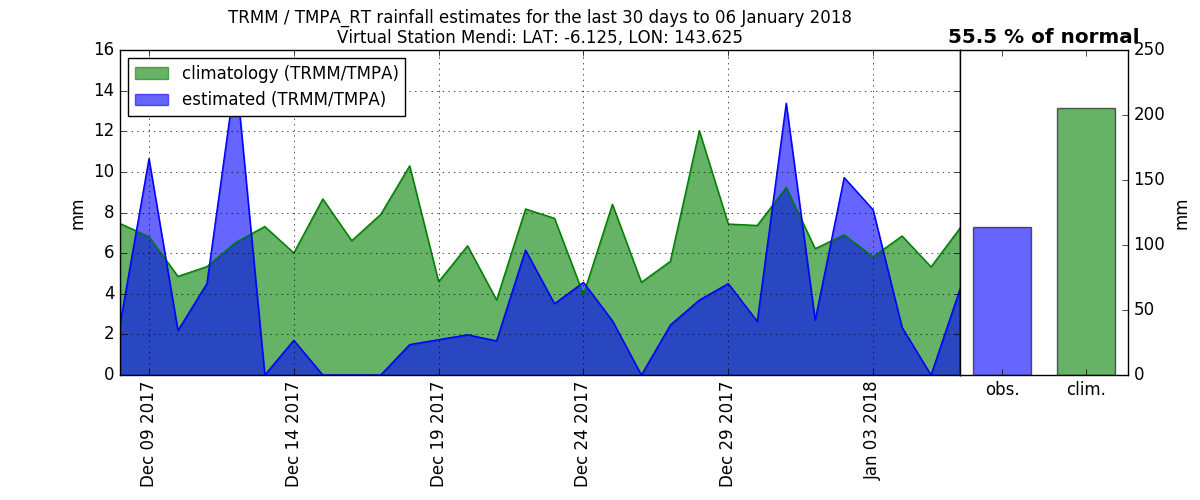 TRMM / TMPA_RT rainfall estimates for the last 30 days to 06 January 2018
Virtual Station Mendi: LAT: -6.125, LON: 143.625
55.5 % of normal
climatology (TRMM/TMPA)
estimated (TRMM/TMPA)
mm
16
14
12
10
8
6
4
2
0
Dec 09 2017
Dec 14 2017
Dec 19 2017
Dec 24 2017
Dec 29 2017
Jan 03 2018
obs.
clim.
250
200
150
100
50
0
mm